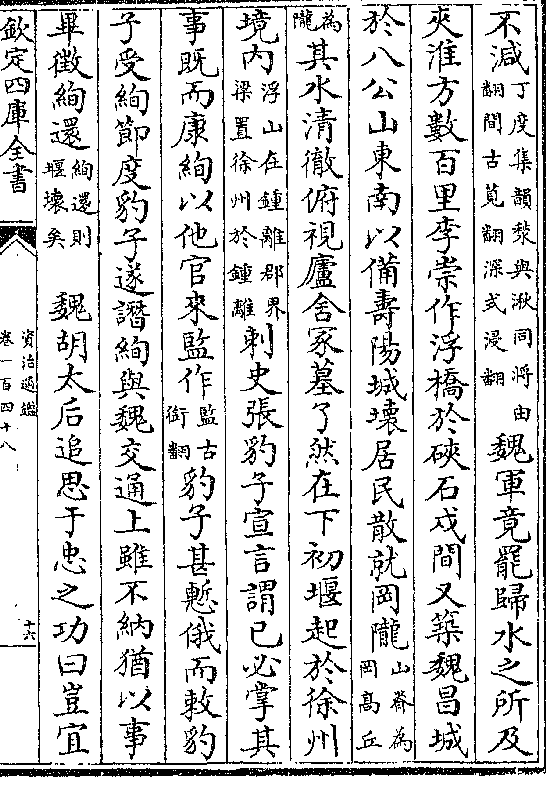 不減丁度集韻湬與湫同將由翻間古莧翻深式浸翻魏軍竟罷歸水之所及
夾淮方數百里李崇作浮橋於硤石戍間又築魏昌城
於八公山東南以備壽陽城壊居民散就岡隴山脊為岡髙丘
為隴其水清徹俯視廬舍冢墓了然在下初堰起於徐州
境内浮山在鍾離郡界梁置徐州於鍾離刺史張豹子宣言謂已必掌其
事既而康絢以他官來監作監古銜翻豹子甚慙俄而敕豹
子受絢節度豹子遂譖絢與魏交通上雖不納猶以事
畢徵絢還絢還則堰壊矣 魏胡太后追思于忠之功曰豈宜
欽定四庫全書
資治通鑑
卷一百四十八
十六